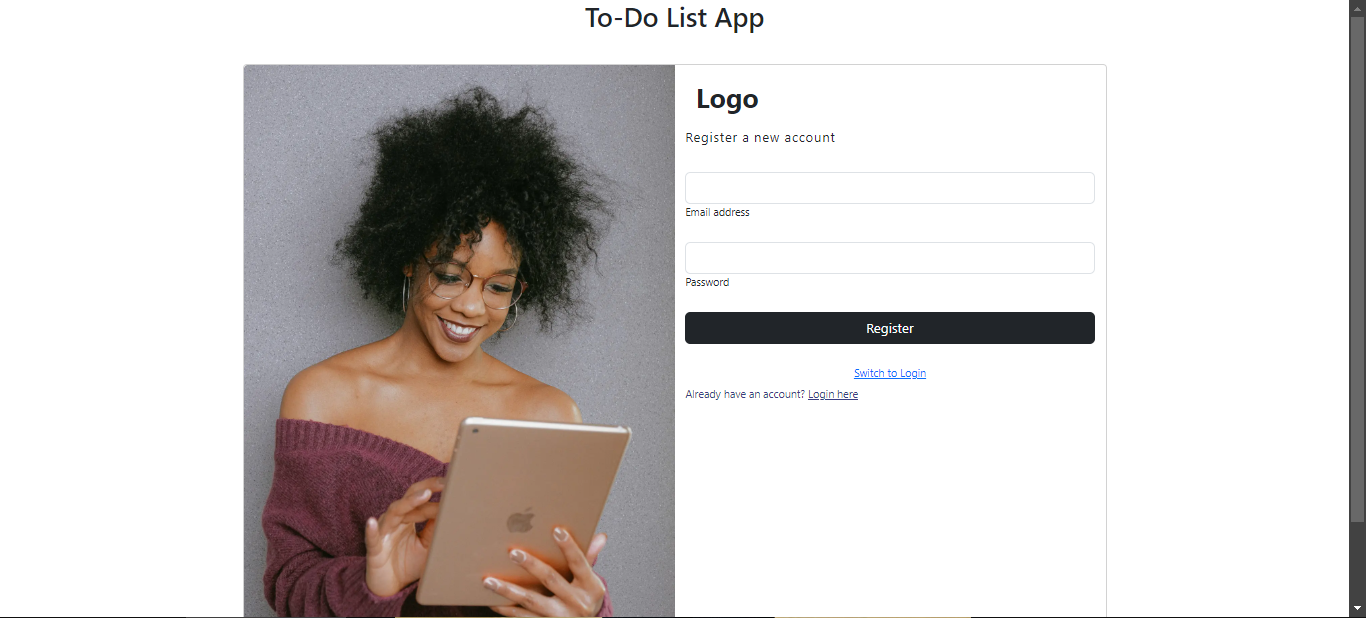 To-Do List App
Logo
Register a new account
Email address
Password
Register
Switch to Login
Already have an account? Login here